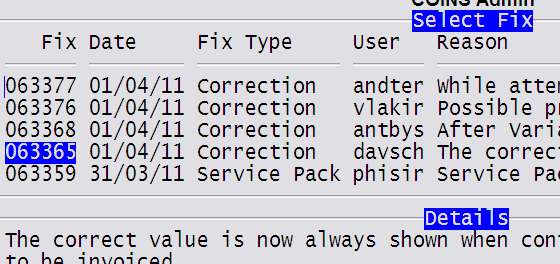 COINS Admin
Select Fix
Fix Date Fix Type User Reason
063377 01/04/11 Correction andter While atte
063376 01/04/11 Correction vlakir Possible p
063368 01/04/11 Correction antbys After Vari
063365 01/04/11 Correction davsch The correc
063359 31/03/11 Service Pack phisir Service Pa
Details
The correct value is now always shown when con
to be invoiced